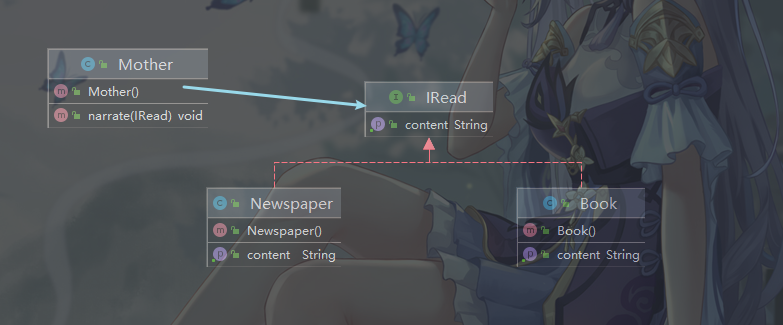 Mother
Mother()
narrate(IRead) void
IRead
content String
Newspaper
Newspaper()
content String
Book
Book()
content String